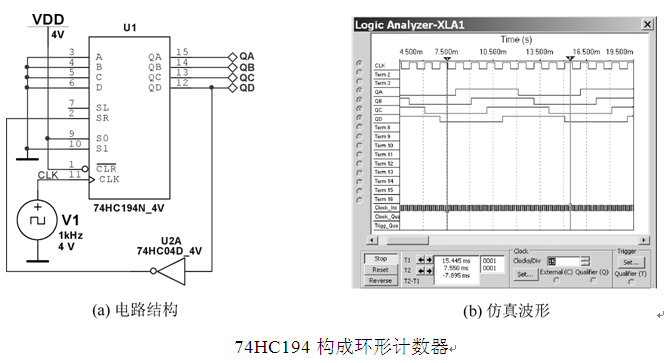 VDD
4V
U1
3 A QA 15 QA
4 B QB 14 QB
5 C QC 13 QC
6 D QD 12 QD
7 SL
2 SR
9 S0
10 S1
1 CLR
CLK 11 CLK
74HC194N_4V
V1
1kHz
4 V
U2A
74HC04D_4V
(a) 电路结构
Logic Analyzer-XLA1
Time (s)
4.500m 7.500m 10.500m 13.500m 16.500m 19.500m
CLK
Term 2
Term 3
QA
QB
QC
QD
Term 8
Term 9
Term 10
Term 11
Term 12
Term 13
Term 14
Term 15
Term 16
Clock_Int
Clock_Qua
Trigg_Qua
Stop
Reset
Reverse
T1 15.445 ms 0001
T2 7.550 ms 0001
T2-T1 -7.895 ms
Clock
Clocks/Div
Set... External (C) Qualifier (Q)
Trigger
Set...
Qualifier (T)
(b) 仿真波形
74HC194 构成环形计数器